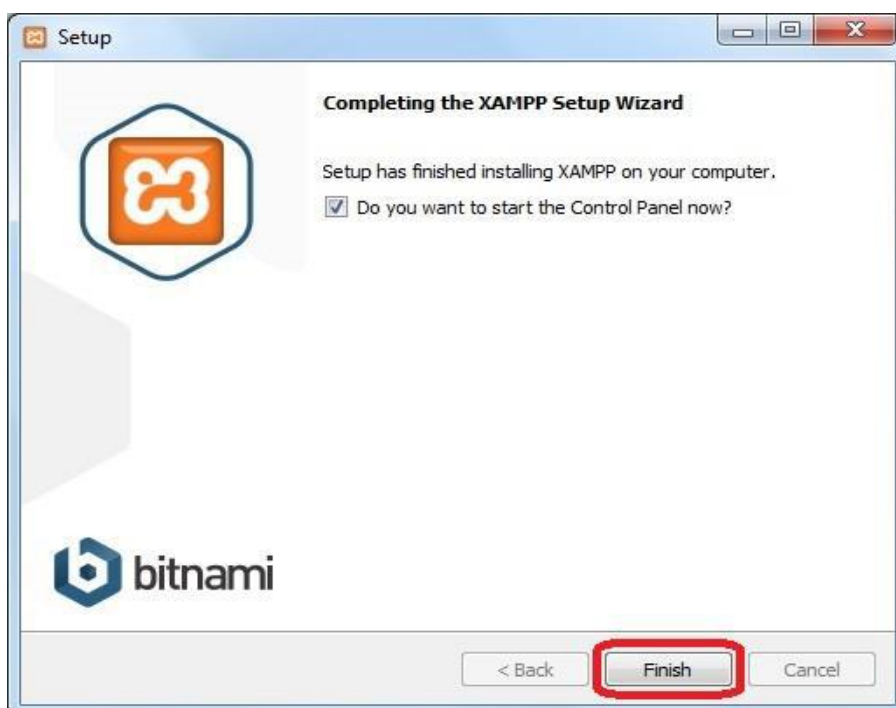 Setup
Completing the XAMPP Setup Wizard
Setup has finished installing XAMPP on your computer.
Do you want to start the Control Panel now?
bitnami
< Back
Finish
Cancel